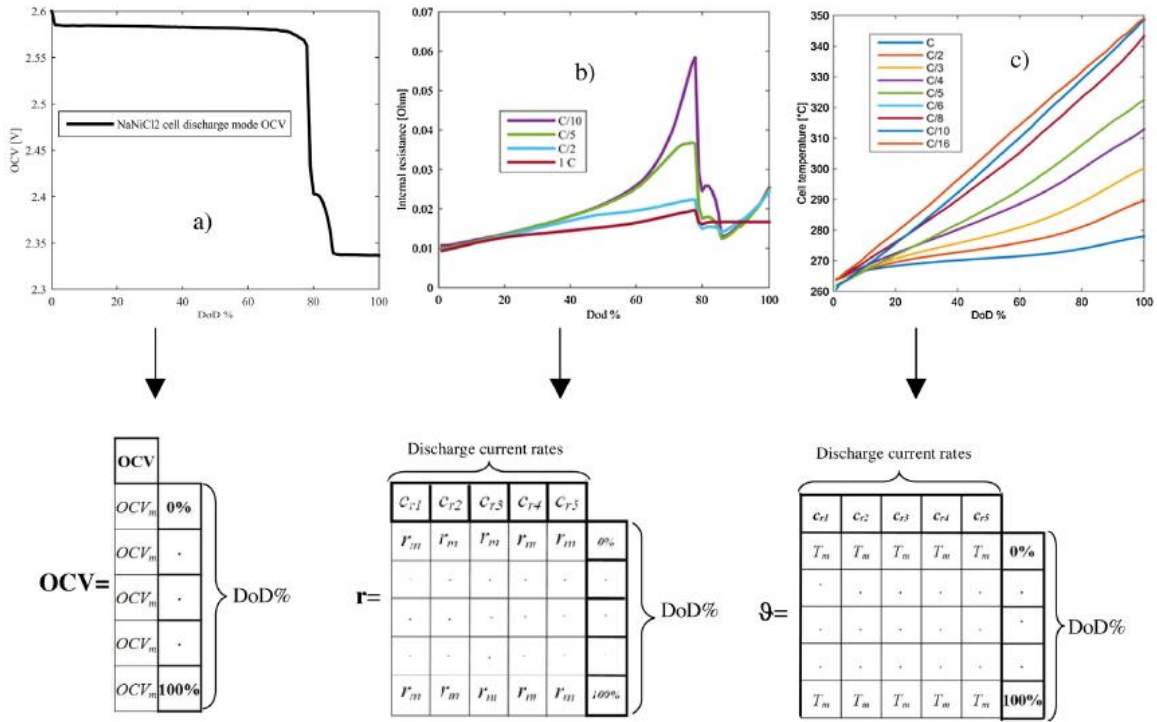 a)
2.6
2.55
2.5
2.45
2.4
2.35
2.3
OCV [V]
NaNiCl2 cell discharge mode OCV
0 20 40 60 80 100
DoD %
b)
0.07
0.06
0.05
0.04
0.03
0.02
0.01
0
Internal resistance [Ohm]
C/10
C/5
C/2
1 C
0 20 40 60 80 100
Dod %
c)
350
340
330
320
310
300
290
280
270
260
Cell temperature [°C]
C
C/2
C/3
C/4
C/5
C/6
C/8
C/10
C/16
0 20 40 60 80 100
DoD %
OCV=
OCV
OCVm 0%
OCVm .
OCVm .
OCVm .
OCVm 100%
DoD%
Discharge current rates
r=
cr1 cr2 cr3 cr4 cr5
rm rm rm rm rm 0%
. . . . . .
. . . . . .
. . . . . .
rm rm rm rm rm 100%
DoD%
Discharge current rates
ϑ=
cr1 cr2 cr3 cr4 cr5
Tm Tm Tm Tm Tm 0%
. . . . . .
. . . . . .
. . . . . .
Tm Tm Tm Tm Tm 100%
DoD%